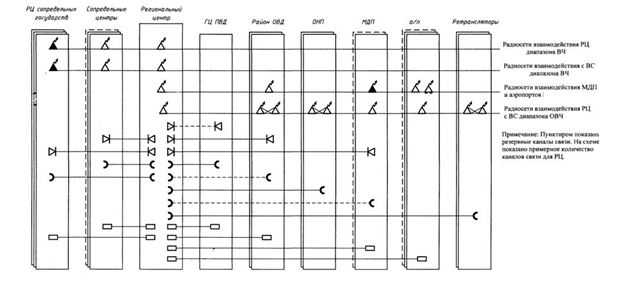 РЦ сопредельных
государств
Сопредельные
центры
Региональный
центр
ГЦ ПВД
Район ОВД
ОМП
МДП
а/п
Ретрансляторы
Радиосети взаимодействия РЦ
диапазона ВЧ
Радиосети взаимодействия с ВС
диапазона ВЧ
Радиосети взаимодействия МДП
и аэропортов
Радиосети взаимодействия РЦ
с ВС диапазона ОВЧ
Примечание: Пунктиром показаны
резервные каналы связи. На схеме
показано примерное количество
каналов связи для РЦ.